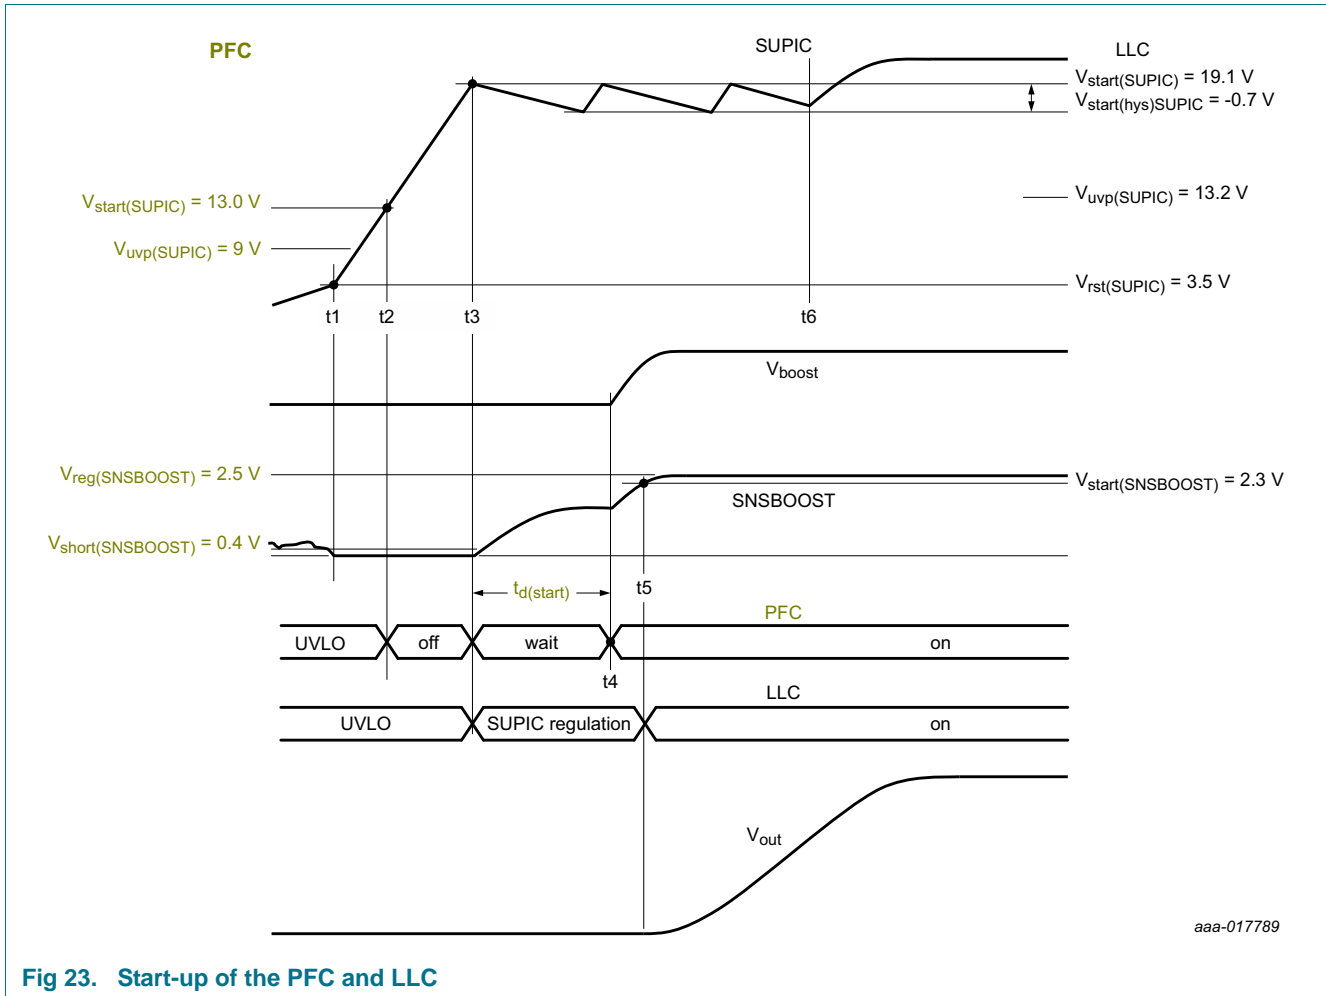 PFC
SUPIC
LLC
Vstart(SUPIC) = 19.1 V
Vstart(hys)SUPIC = -0.7 V
Vstart(SUPIC) = 13.0 V
Vuvp(SUPIC) = 13.2 V
Vuvp(SUPIC) = 9 V
Vrst(SUPIC) = 3.5 V
t1
t2
t3
t6
Vboost
Vreg(SNSBOOST) = 2.5 V
Vstart(SNSBOOST) = 2.3 V
SNSBOOST
Vshort(SNSBOOST) = 0.4 V
td(start)
t5
PFC
UVLO
off
wait
on
t4
LLC
UVLO
SUPIC regulation
on
Vout
aaa-017789
Fig 23. Start-up of the PFC and LLC